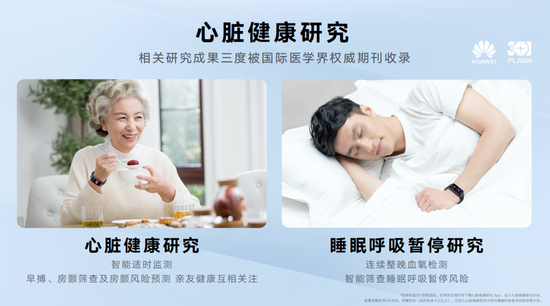 心脏健康研究
相关研究成果三度被国际医学界权威期刊收录
HUAWEI
301
PLAGH
心脏健康研究
智能适时监测
早搏、房颤筛查及房颤风险预测 亲友健康互相关注
睡眠呼吸暂停研究
连续整晚血氧检测
智能筛查睡眠呼吸暂停风险